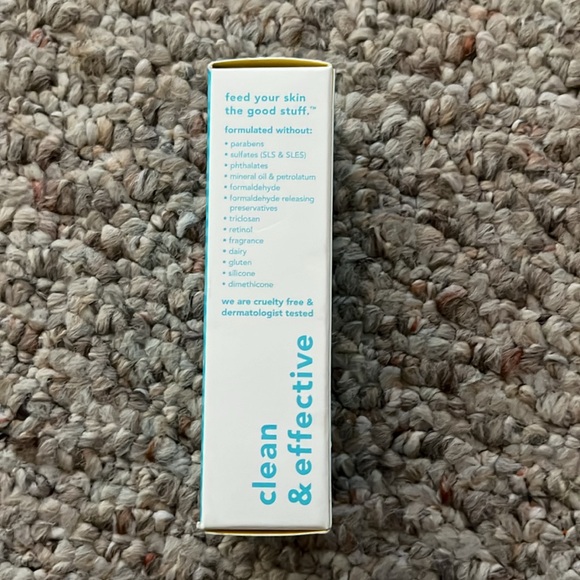 feed your skin
the good stuff.™
formulated without:
• parabens
• sulfates (SLS & SLES)
• phthalates
• mineral oil & petrolatum
• formaldehyde
• formaldehyde releasing
preservatives
• triclosan
• retinol
• fragrance
• dairy
• gluten
• silicone
• dimethicone
we are cruelty free &
dermatologist tested
clean
& effective